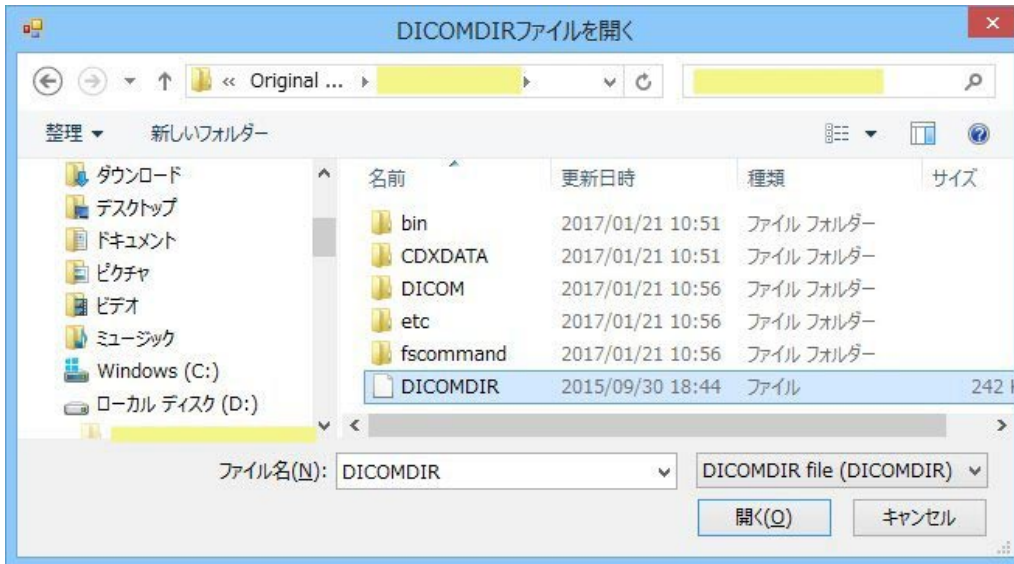 DICOMDIRファイルを開く
« Original ...
整理 新しいフォルダー
ダウンロード
デスクトップ
ドキュメント
ピクチャ
ビデオ
ミュージック
Windows (C:)
ローカル ディスク (D:)
名前 更新日時 種類 サイズ
bin 2017/01/21 10:51 ファイル フォルダー
CDXDATA 2017/01/21 10:51 ファイル フォルダー
DICOM 2017/01/21 10:56 ファイル フォルダー
etc 2017/01/21 10:56 ファイル フォルダー
fscommand 2017/01/21 10:56 ファイル フォルダー
DICOMDIR 2015/09/30 18:44 ファイル 242
ファイル名(N): DICOMDIR DICOMDIR file (DICOMDIR)
開く(O) キャンセル